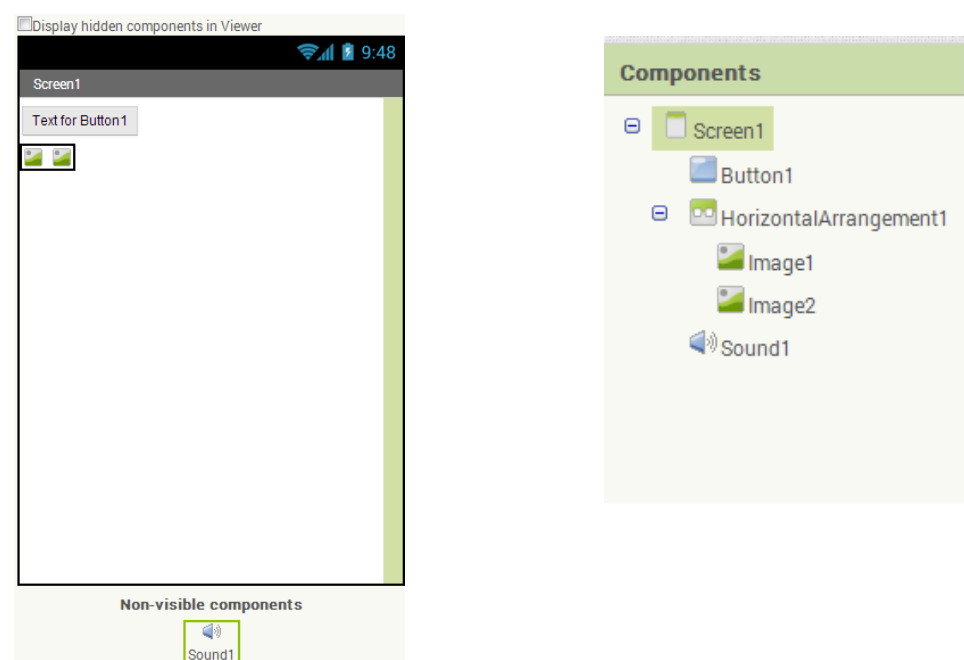 Display hidden components in Viewer
9:48
Screen1
Text for Button1
Non-visible components
Sound1
Components
Screen1
Button1
HorizontalArrangement1
Image1
Image2
Sound1